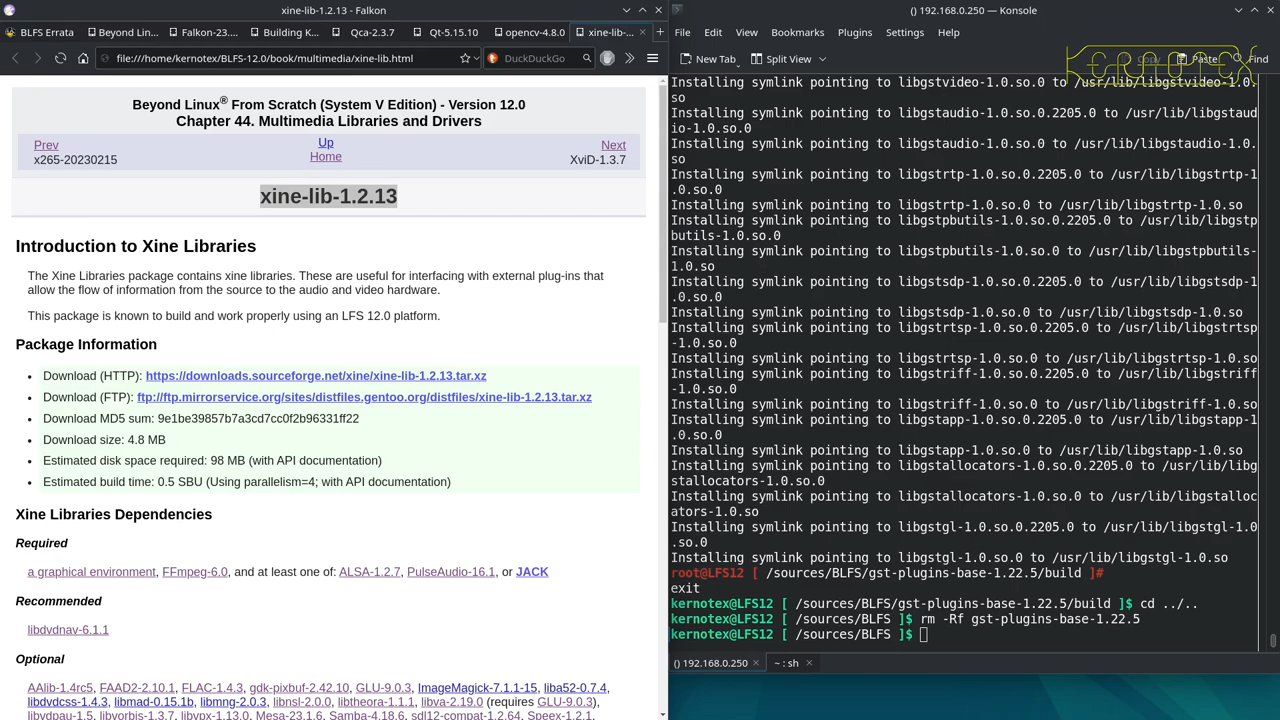 xine-lib-1.2.13 - Falkon
BLFS Errata
Beyond Lin...
Falkon-23....
Building K...
Qca-2.3.7
Qt-5.15.10
opencv-4.8.0
xine-lib-...
file:///home/kernotex/BLFS-12.0/book/multimedia/xine-lib.html
DuckDuckGo
Beyond Linux® From Scratch (System V Edition) - Version 12.0
Chapter 44. Multimedia Libraries and Drivers
Prev Up Next
x265-20230215 Home XviD-1.3.7
xine-lib-1.2.13
Introduction to Xine Libraries
The Xine Libraries package contains xine libraries. These are useful for interfacing with external plug-ins that
allow the flow of information from the source to the audio and video hardware.
This package is known to build and work properly using an LFS 12.0 platform.
Package Information
• Download (HTTP): https://downloads.sourceforge.net/xine/xine-lib-1.2.13.tar.xz
• Download (FTP): ftp://ftp.mirrorservice.org/sites/distfiles.gentoo.org/distfiles/xine-lib-1.2.13.tar.xz
• Download MD5 sum: 9e1be39857b7a3cd7cc0f2b96331ff22
• Download size: 4.8 MB
• Estimated disk space required: 98 MB (with API documentation)
• Estimated build time: 0.5 SBU (Using parallelism=4; with API documentation)
Xine Libraries Dependencies
Required
a graphical environment, FFmpeg-6.0, and at least one of: ALSA-1.2.7, PulseAudio-16.1, or JACK
Recommended
libdvdnav-6.1.1
Optional
AAlib-1.4rc5, FAAD2-2.10.1, FLAC-1.4.3, gdk-pixbuf-2.42.10, GLU-9.0.3, ImageMagick-7.1.1-15, liba52-0.7.4,
libdvdcss-1.4.3, libmad-0.15.1b, libmng-2.0.3, libnsl-2.0.0, libtheora-1.1.1, libva-2.19.0 (requires GLU-9.0.3),
libvdpau-1.5, libvorbis-1.3.7, libvpx-1.13.0, Mesa-23.1.6, Samba-4.18.6, sdl12-compat-1.2.64, Speex-1.2.1,
() 192.168.0.250 — Konsole
File Edit View Bookmarks Plugins Settings Help
New Tab Split View Copy Paste Find
Kernotex
Installing symlink pointing to libgstvideo-1.0.so.0 to /usr/lib/libgstvideo-1.0.
so
Installing symlink pointing to libgstaudio-1.0.so.0.2205.0 to /usr/lib/libgstaud
io-1.0.so.0
Installing symlink pointing to libgstaudio-1.0.so.0 to /usr/lib/libgstaudio-1.0.
so
Installing symlink pointing to libgstrtp-1.0.so.0.2205.0 to /usr/lib/libgstrtp-1
.0.so.0
Installing symlink pointing to libgstrtp-1.0.so.0 to /usr/lib/libgstrtp-1.0.so
Installing symlink pointing to libgstpbutils-1.0.so.0.2205.0 to /usr/lib/libgstp
butils-1.0.so.0
Installing symlink pointing to libgstpbutils-1.0.so.0 to /usr/lib/libgstpbutils-
1.0.so
Installing symlink pointing to libgstsdp-1.0.so.0.2205.0 to /usr/lib/libgstsdp-1
.0.so.0
Installing symlink pointing to libgstsdp-1.0.so.0 to /usr/lib/libgstsdp-1.0.so
Installing symlink pointing to libgstrtsp-1.0.so.0.2205.0 to /usr/lib/libgstrtsp
-1.0.so.0
Installing symlink pointing to libgstrtsp-1.0.so.0 to /usr/lib/libgstrtsp-1.0.so
Installing symlink pointing to libgstriff-1.0.so.0.2205.0 to /usr/lib/libgstriff
-1.0.so.0
Installing symlink pointing to libgstriff-1.0.so.0 to /usr/lib/libgstriff-1.0.so
Installing symlink pointing to libgstapp-1.0.so.0.2205.0 to /usr/lib/libgstapp-1
.0.so.0
Installing symlink pointing to libgstapp-1.0.so.0 to /usr/lib/libgstapp-1.0.so
Installing symlink pointing to libgstallocators-1.0.so.0.2205.0 to /usr/lib/libg
stallocators-1.0.so.0
Installing symlink pointing to libgstallocators-1.0.so.0 to /usr/lib/libgstalloc
ators-1.0.so
Installing symlink pointing to libgstgl-1.0.so.0.2205.0 to /usr/lib/libgstgl-1.0
.so.0
Installing symlink pointing to libgstgl-1.0.so.0 to /usr/lib/libgstgl-1.0.so
root@LFS12 [ /sources/BLFS/gst-plugins-base-1.22.5/build ]#
exit
kernotex@LFS12 [ /sources/BLFS/gst-plugins-base-1.22.5/build ]$ cd ../..
kernotex@LFS12 [ /sources/BLFS ]$ rm -Rf gst-plugins-base-1.22.5
kernotex@LFS12 [ /sources/BLFS ]$
() 192.168.0.250
~ : sh